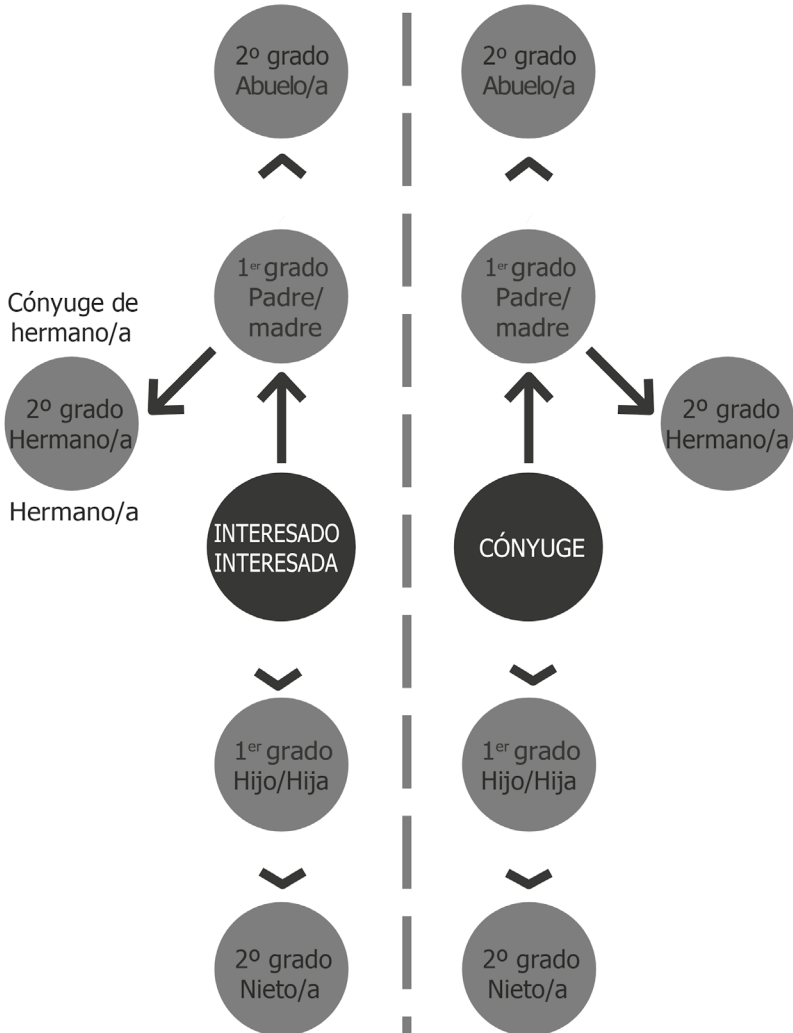 2º grado
Abuelo/a
2º grado
Abuelo/a
1er grado
Padre/
madre
1er grado
Padre/
madre
Cónyuge de
hermano/a
2º grado
Hermano/a
2º grado
Hermano/a
Hermano/a
INTERESADO
INTERESADA
CÓNYUGE
1er grado
Hijo/Hija
1er grado
Hijo/Hija
2º grado
Nieto/a
2º grado
Nieto/a